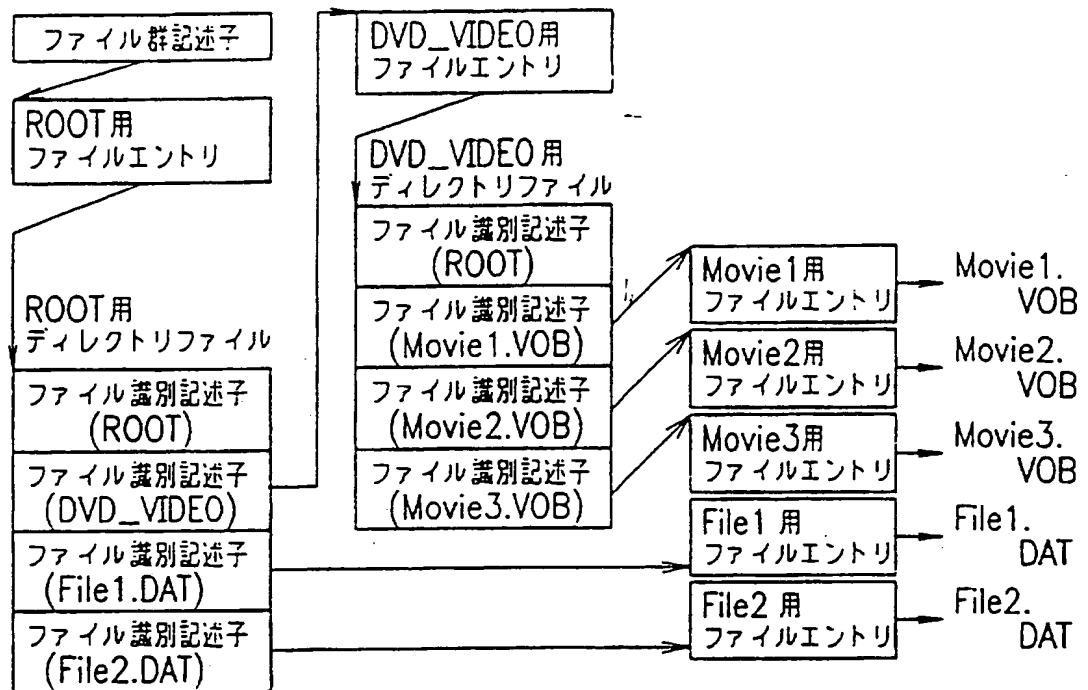 ファイル群記述子
ROOT用
ファイルエントリ
ROOT用
ディレクトリファイル
ファイル識別記述子
(ROOT)
ファイル識別記述子
(DVD_VIDEO)
ファイル識別記述子
(File1.DAT)
ファイル識別記述子
(File2.DAT)
DVD_VIDEO用
ファイルエントリ
DVD_VIDEO用
ディレクトリファイル
ファイル識別記述子
(ROOT)
ファイル識別記述子
(Movie1.VOB)
ファイル識別記述子
(Movie2.VOB)
ファイル識別記述子
(Movie3.VOB)
Movie1用
ファイルエントリ
Movie1.
VOB
Movie2用
ファイルエントリ
Movie2.
VOB
Movie3用
ファイルエントリ
Movie3.
VOB
File1用
ファイルエントリ
File1.
DAT
File2用
ファイルエントリ
File2.
DAT